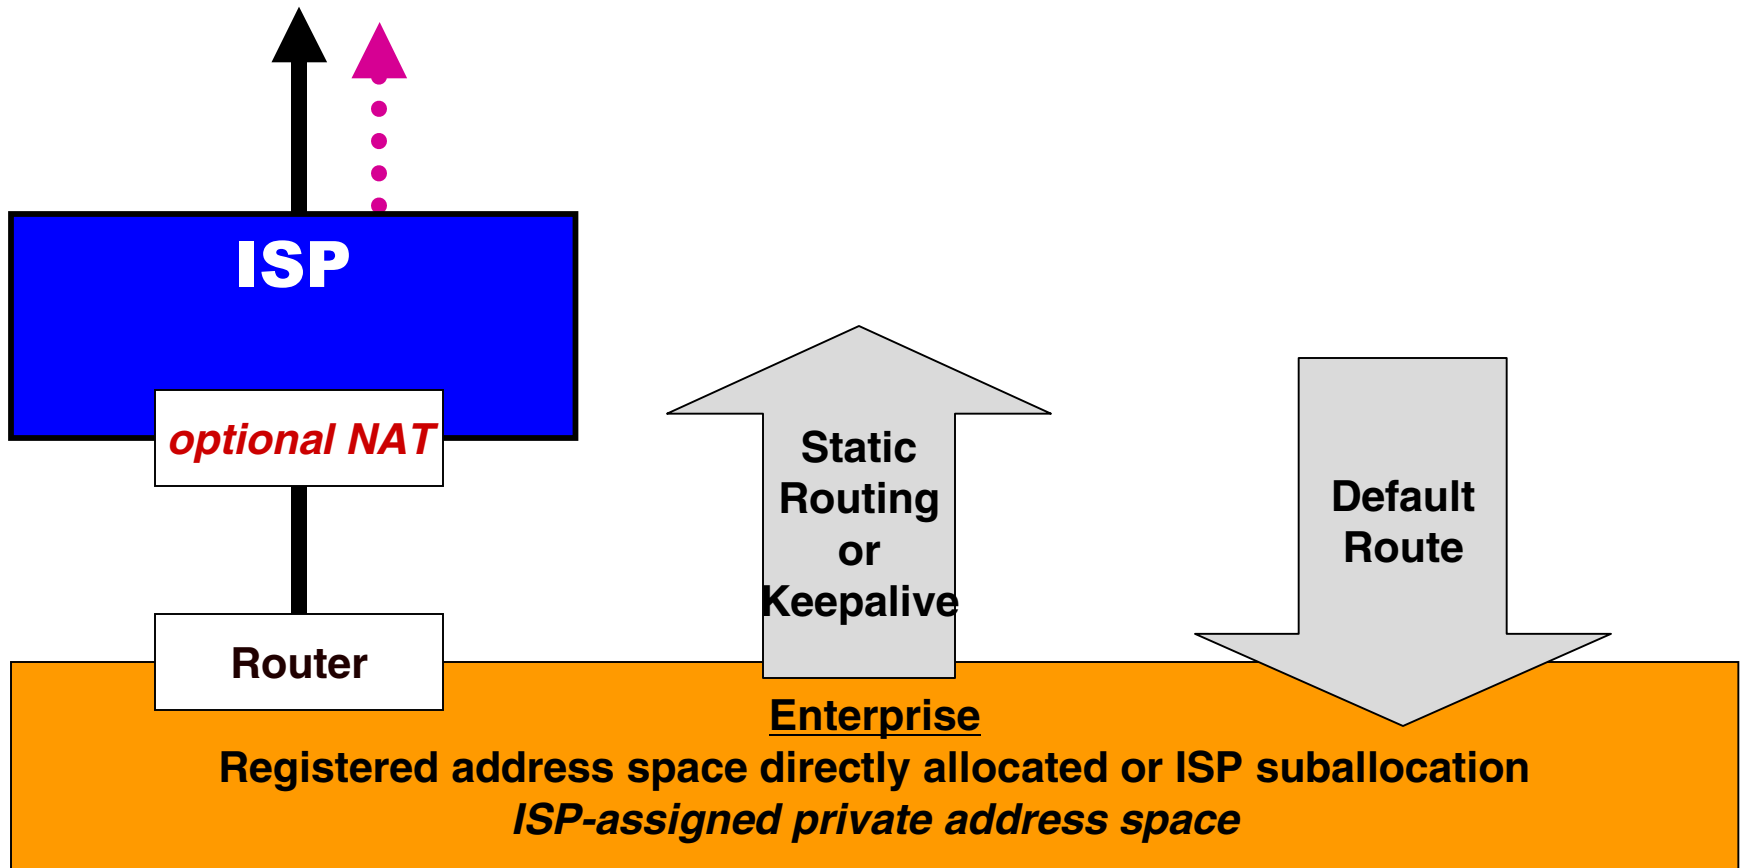 ISP
optional NAT
Static
Routing
or
Keepalive
Default
Route
Router
Enterprise
Registered address space directly allocated or ISP suballocation
ISP-assigned private address space